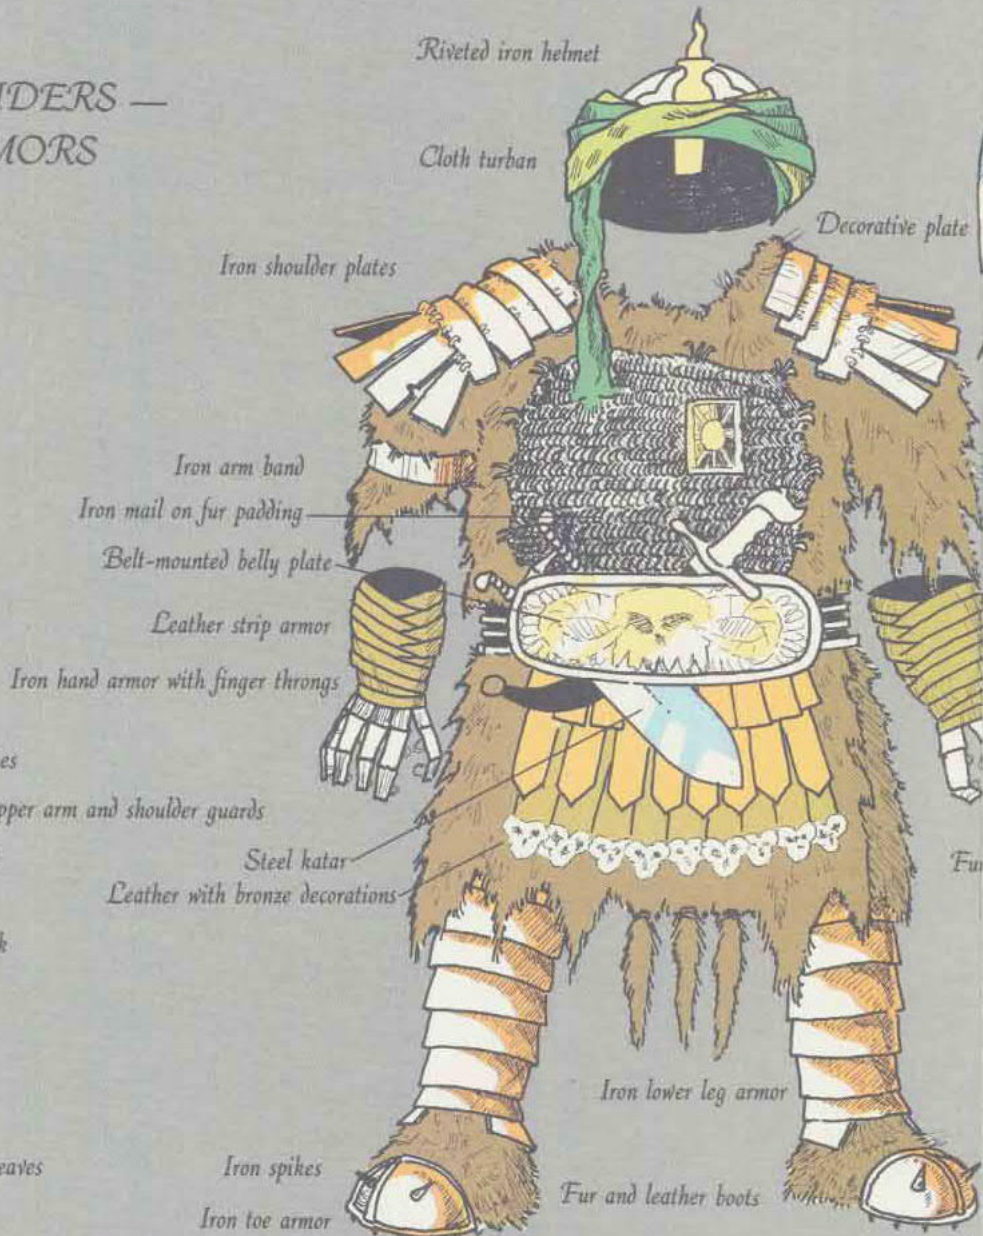 IDERS —
MORS
Riveted iron helmet
Cloth turban
Decorative plate
Iron shoulder plates
Iron arm band
Iron mail on fur padding
Belt-mounted belly plate
Leather strip armor
Iron hand armor with finger throngs
es
pper arm and shoulder guards
Steel katar
Fur
Leather with bronze decorations
k
Iron lower leg armor
eaves
Iron spikes
Fur and leather boots
Iron toe armor